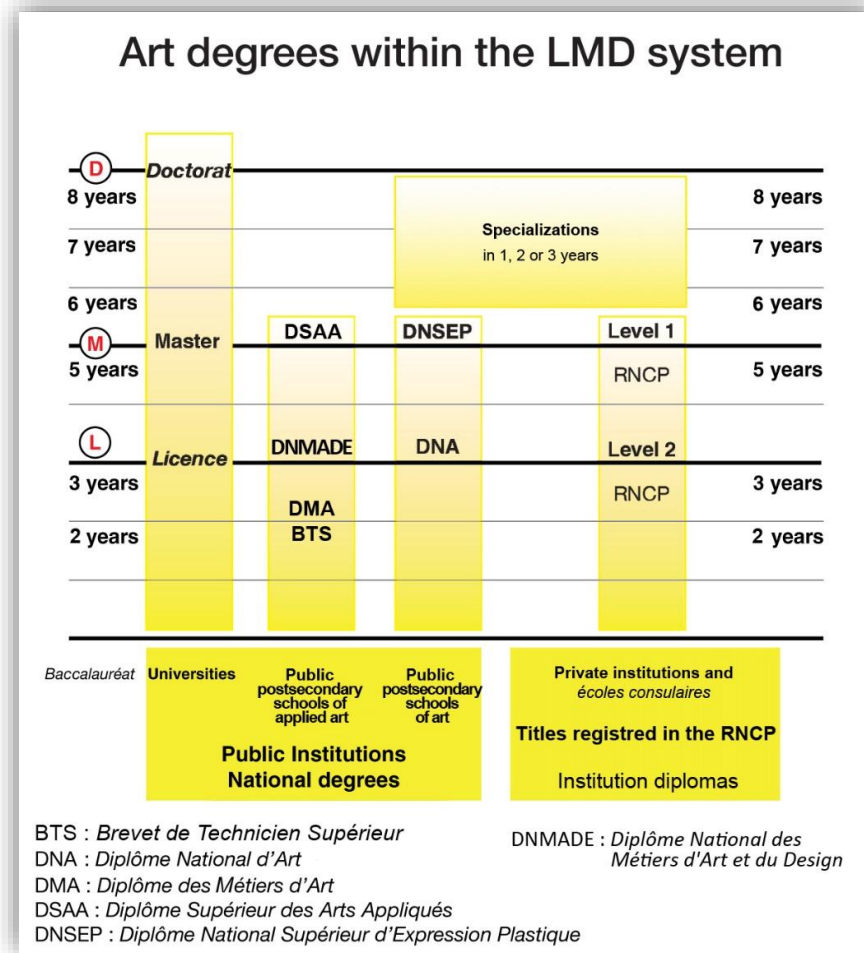 Art degrees within the LMD system
D
Doctorat
8 years
8 years
Specializations
in 1, 2 or 3 years
7 years
7 years
6 years
6 years
M
Master
DSAA
DNSEP
Level 1
5 years
RNCP
5 years
L
Licence
DNMADE
DNA
Level 2
3 years
RNCP
3 years
DMA
2 years
BTS
2 years
Baccalauréat
Universities
Public
postsecondary
schools of
applied art
Public
postsecondary
schools
of art
Public Institutions
National degrees
Private institutions and
écoles consulaires
Titles registred in the RNCP
Institution diplomas
BTS : Brevet de Technicien Supérieur
DNA : Diplôme National d'Art
DMA : Diplôme des Métiers d'Art
DSAA : Diplôme Supérieur des Arts Appliqués
DNSEP : Diplôme National Supérieur d'Expression Plastique
DNMADE : Diplôme National des
Métiers d'Art et du Design